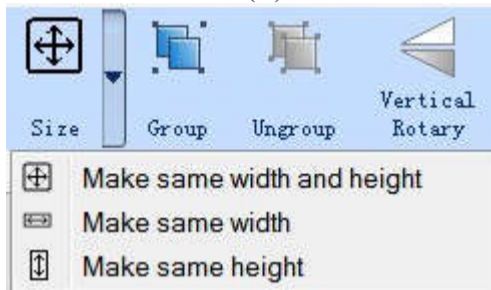 Size
Group
Ungroup
Vertical
Rotary
Make same width and height
Make same width
Make same height